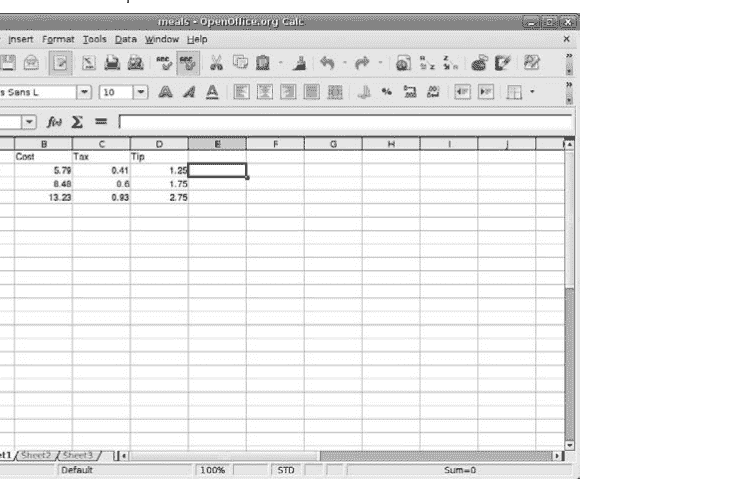 meals - OpenOffice.org Calc
Insert Format Tools Data Window Help
s Sans L 10
B C D E F G H I J
Cost Tax Tip
5.79 0.41 1.25
8.48 0.6 1.75
13.23 0.93 2.75
et1 Sheet2 Sheet3
Default 100% STD Sum=0